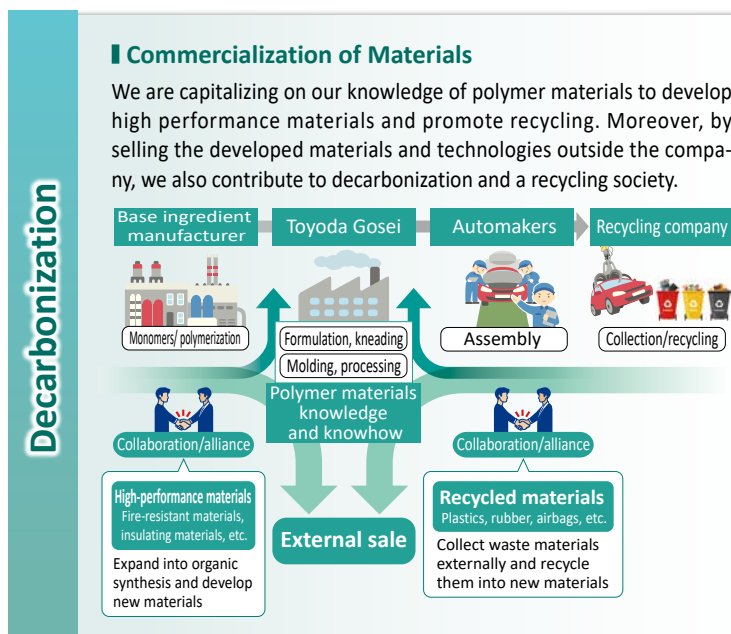 Decarbonization
Commercialization of Materials
We are capitalizing on our knowledge of polymer materials to develop
high performance materials and promote recycling. Moreover, by
selling the developed materials and technologies outside the compa-
ny, we also contribute to decarbonization and a recycling society.
Base ingredient
manufacturer
Toyoda Gosei
Automakers
Recycling company
Monomers/ polymerization
Formulation, kneading
Molding, processing
Assembly
Collection/recycling
Polymer materials
knowledge
and knowhow
Collaboration/alliance
Collaboration/alliance
High-performance materials
Fire-resistant materials,
insulating materials, etc.
Expand into organic
synthesis and develop
new materials
External sale
Recycled materials
Plastics, rubber, airbags, etc.
Collect waste materials
externally and recycle
them into new materials